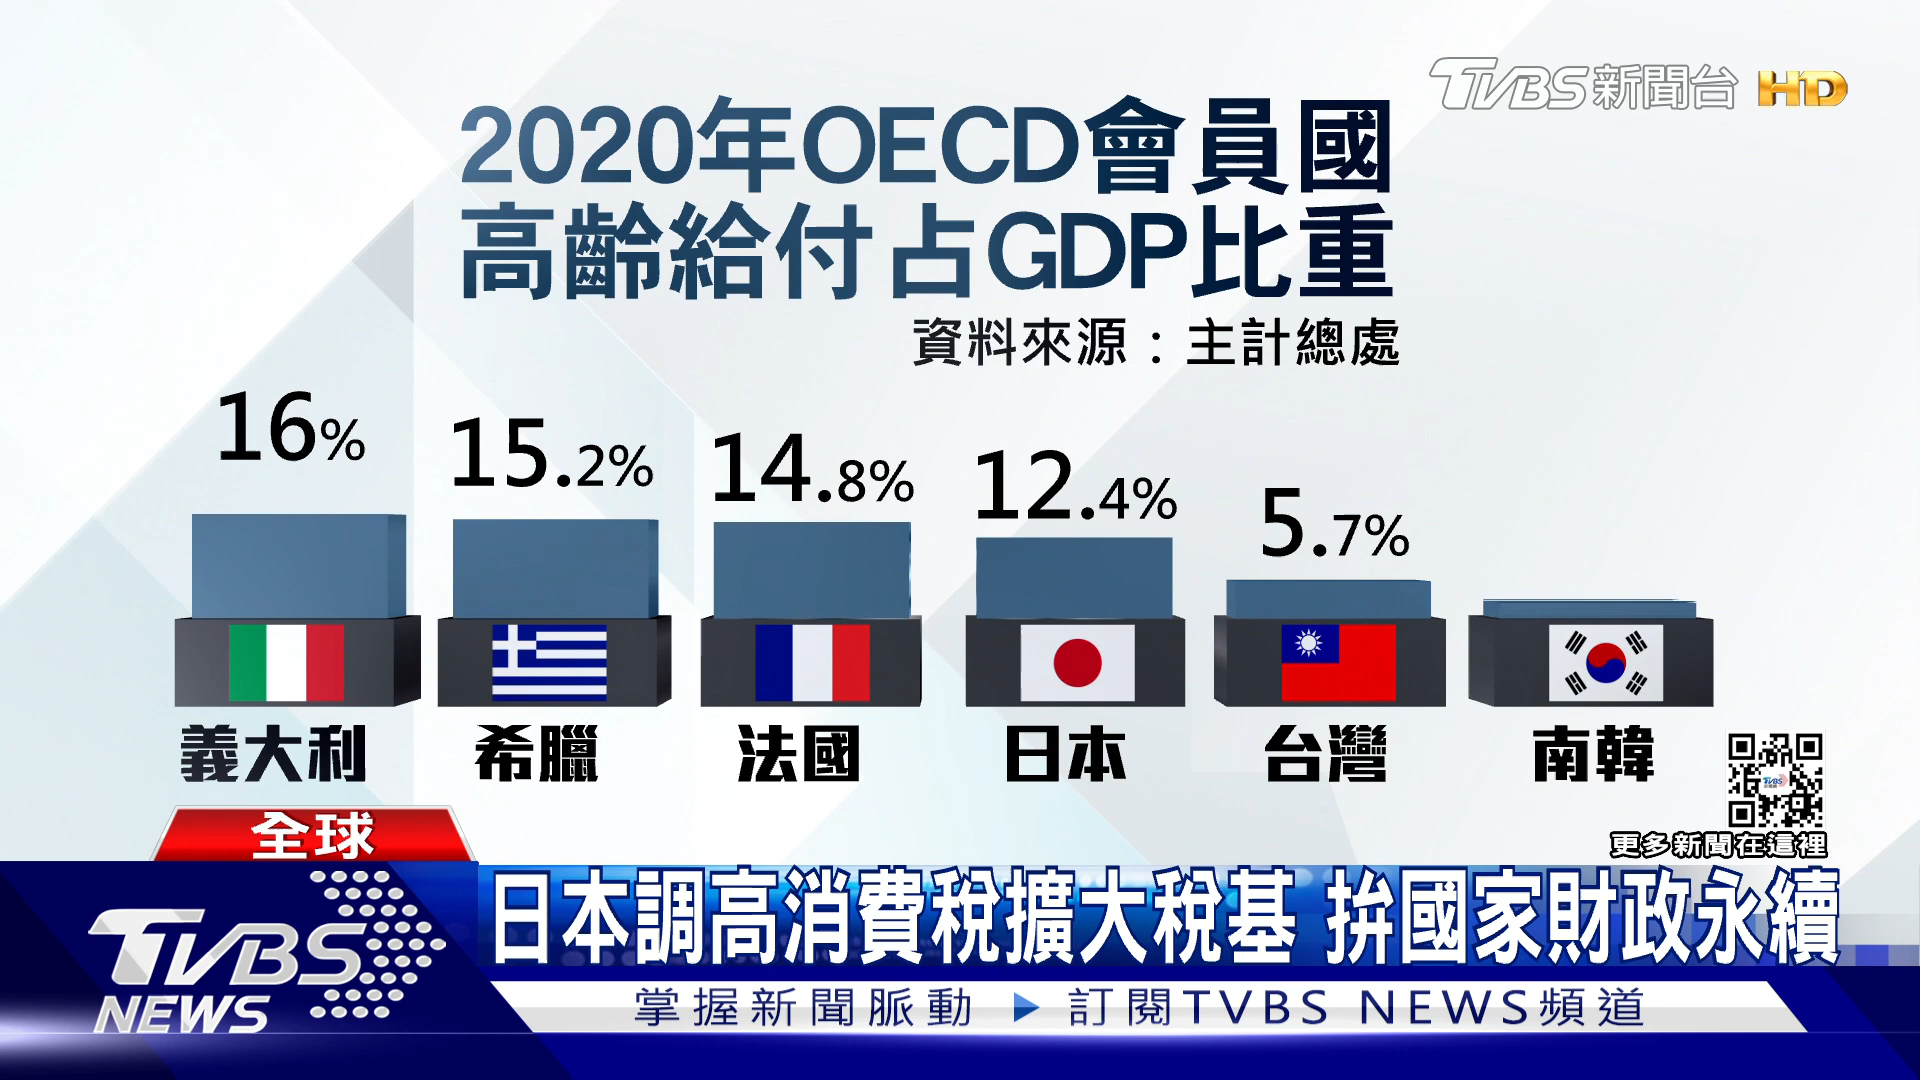 TVBS新聞台 HD
2020年OECD會員國
高齡給付占GDP比重
資料來源：主計總處
16% 15.2% 14.8% 12.4% 5.7%
義大利 希臘 法國 日本 台灣 南韓
更多新聞在這裡
全球
日本調高消費稅擴大稅基 拚國家財政永續
TVBS NEWS
掌握新聞脈動 ▶ 訂閱TVBS NEWS頻道